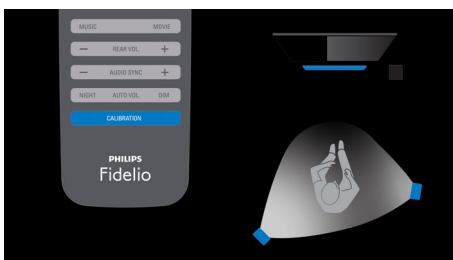 MUSIC MOVIE
— REAR VOL +
— AUDIO SYNC +
NIGHT AUTO VOL DIM
CALIBRATION
PHILIPS
Fidelio